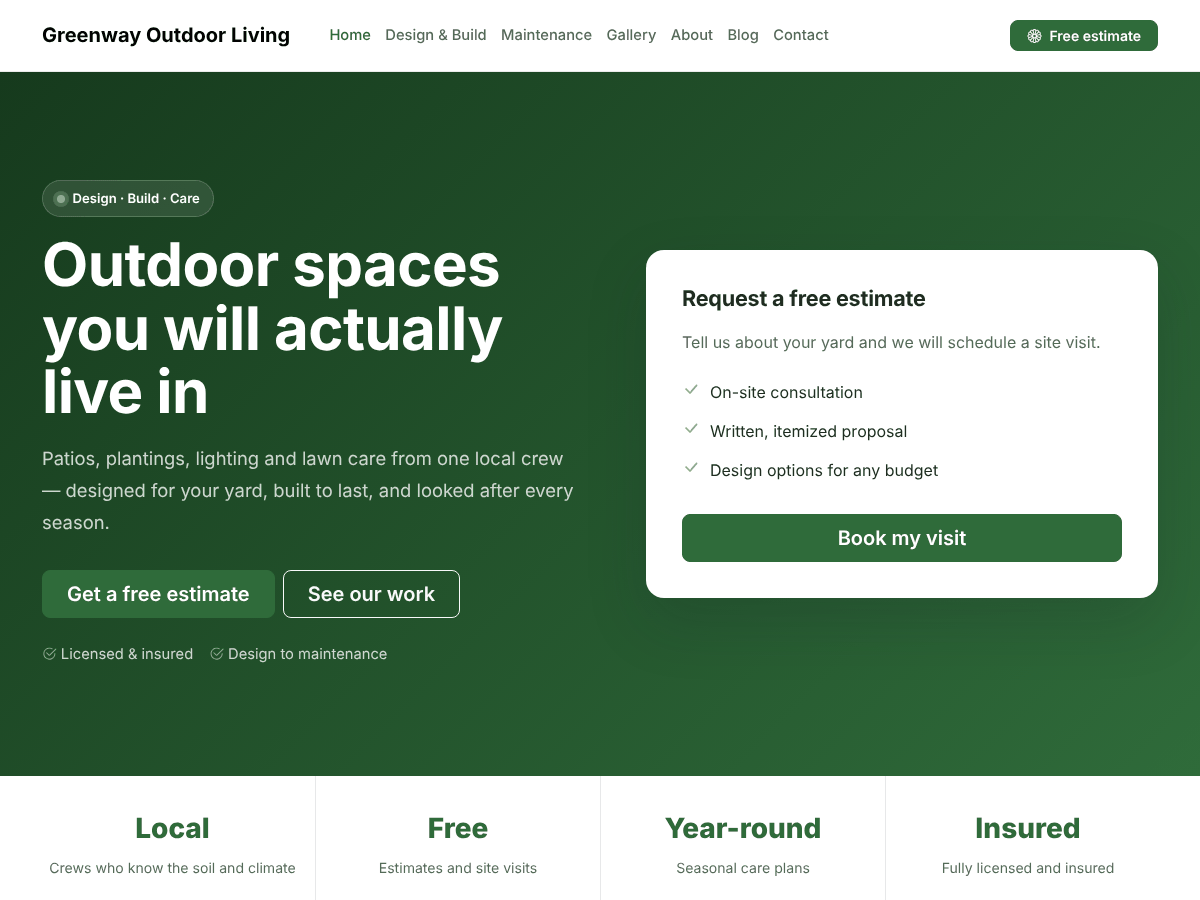 Greenway Outdoor Living
Home Design & Build Maintenance Gallery About Blog Contact
Free estimate
Design · Build · Care
Outdoor spaces
you will actually
live in
Patios, plantings, lighting and lawn care from one local crew
— designed for your yard, built to last, and looked after every
season.
Get a free estimate
See our work
Licensed & insured
Design to maintenance
Request a free estimate
Tell us about your yard and we will schedule a site visit.
On-site consultation
Written, itemized proposal
Design options for any budget
Book my visit
Local
Crews who know the soil and climate
Free
Estimates and site visits
Year-round
Seasonal care plans
Insured
Fully licensed and insured